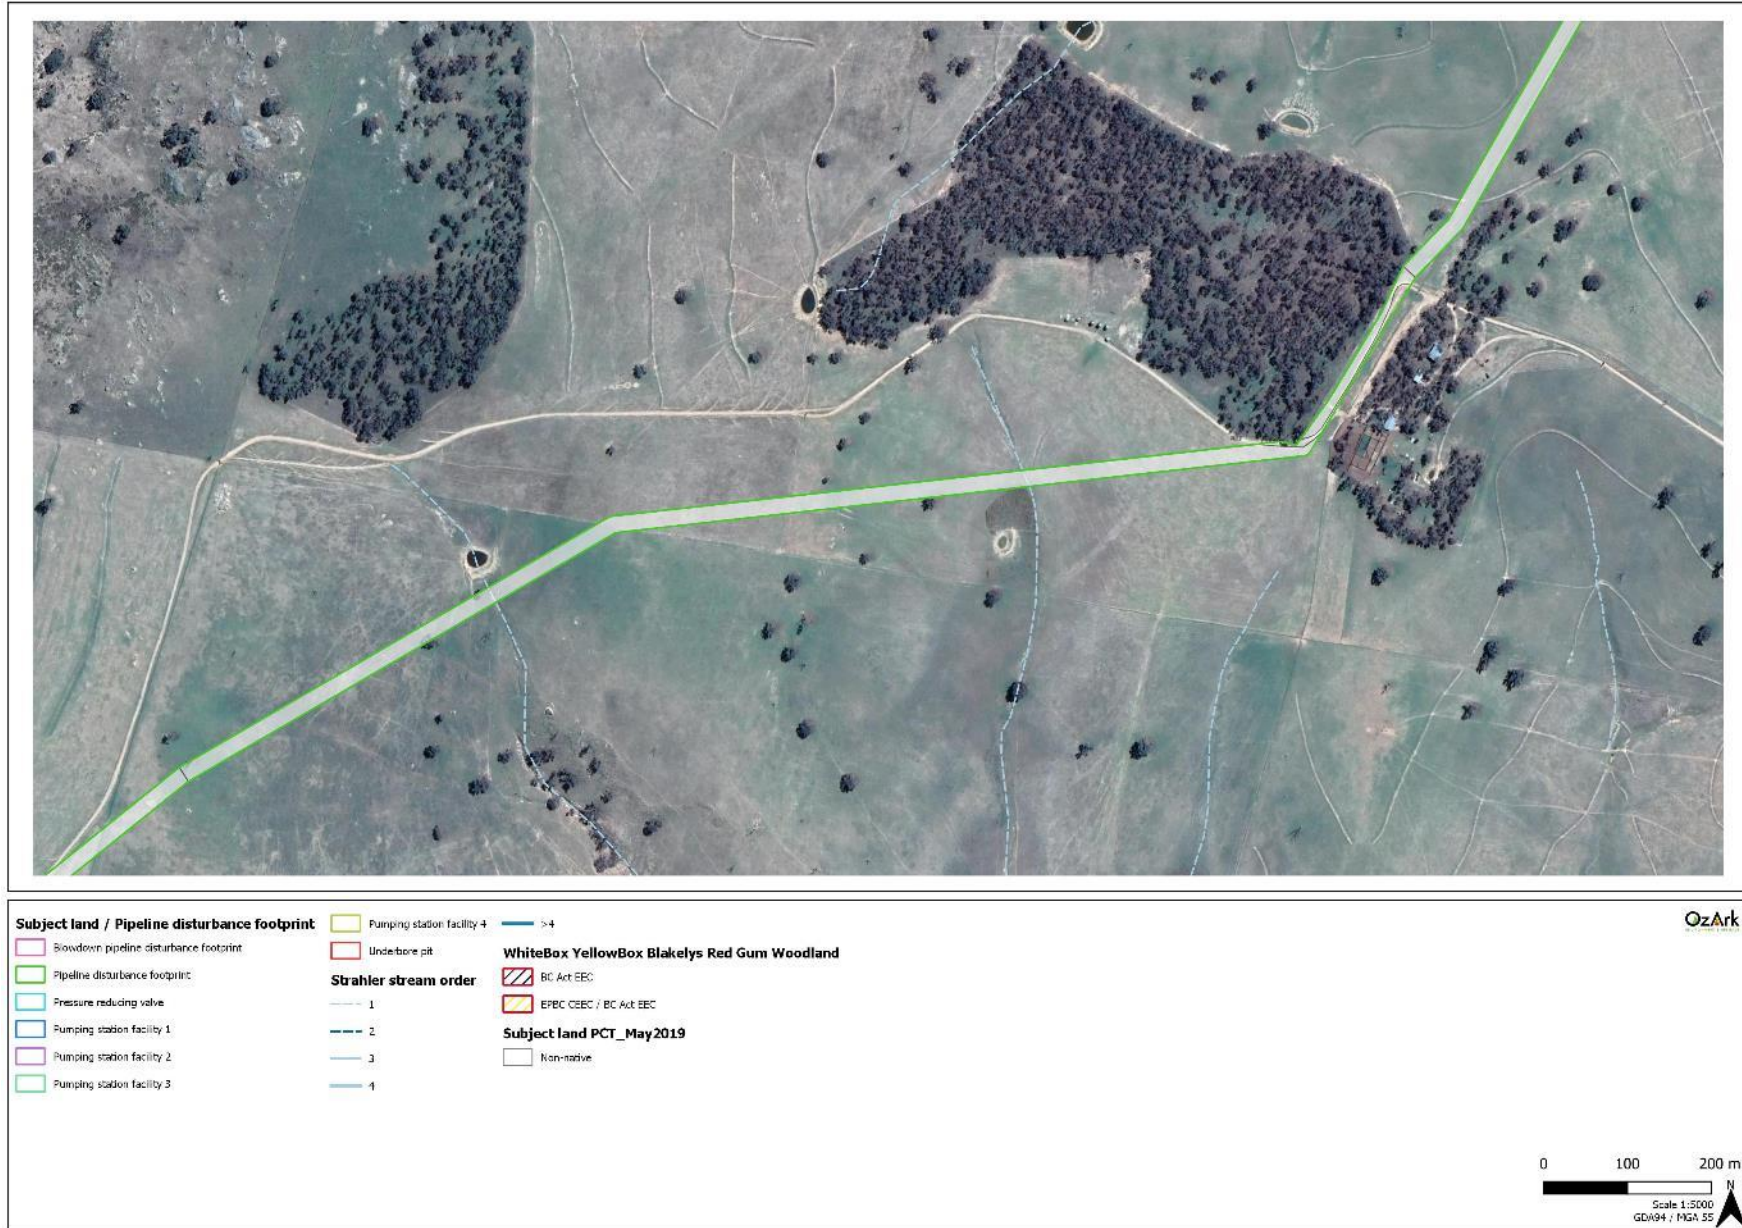 Subject land / Pipeline disturbance footprint
Blowdown pipeline disturbance footprint
Pipeline disturbance footprint
Pressure reducing valve
Pumping station facility 1
Pumping station facility 2
Pumping station facility 3
Pumping station facility 4
Underbore pit
Strahler stream order
1
2
3
4
>4
WhiteBox YellowBox Blakelys Red Gum Woodland
BC Act EEC
EPBC CEEC / BC Act EEC
Subject land PCT_May2019
Non-native
OzArk
0 100 200 m
N
Scale 1:5000
GDA94 / MGA 55